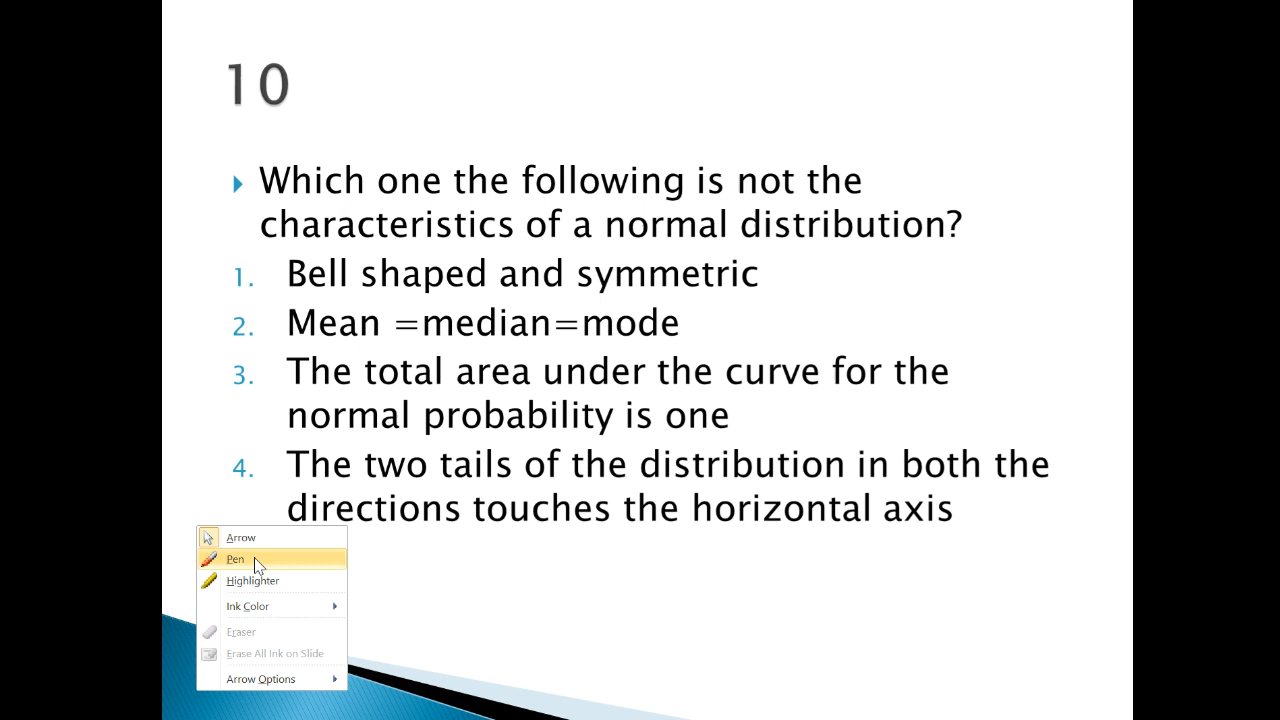 10
Which one the following is not the
characteristics of a normal distribution?
1. Bell shaped and symmetric
2. Mean =median=mode
3. The total area under the curve for the
normal probability is one
4. The two tails of the distribution in both the
directions touches the horizontal axis
Arrow
Pen
Highlighter
Ink Color
Eraser
Erase All Ink on Slide
Arrow Options